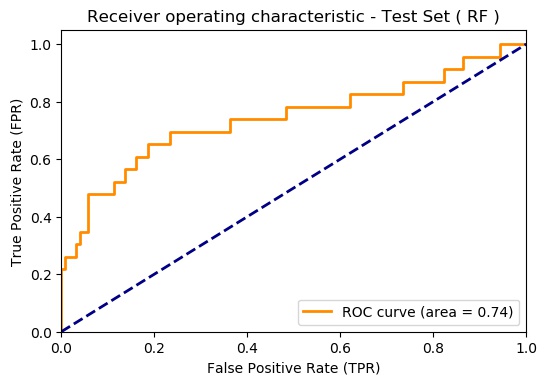 Receiver operating characteristic - Test Set ( RF )
1.0
0.8
0.6
0.4
0.2
0.0
True Positive Rate (FPR)
ROC curve (area = 0.74)
0.0 0.2 0.4 0.6 0.8 1.0
False Positive Rate (TPR)